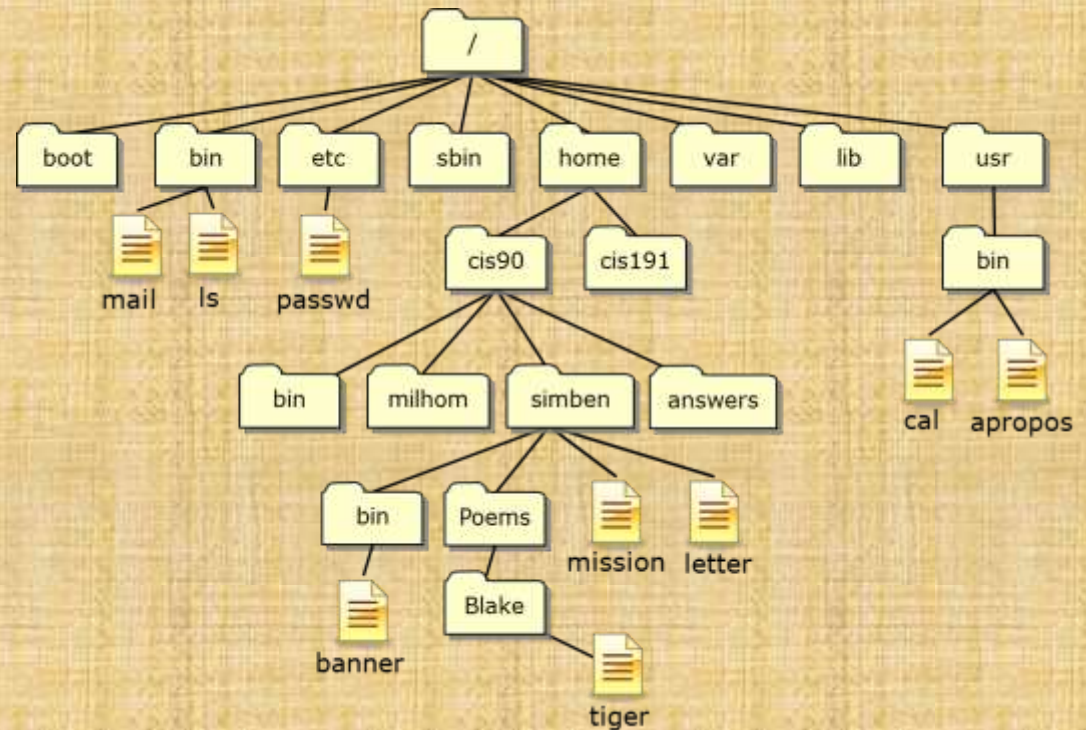 /
boot bin etc sbin home var lib usr
cis90 cis191 bin
mail ls passwd
bin milhom simben answers
cal apropos
bin Poems
mission letter
Blake
banner
tiger